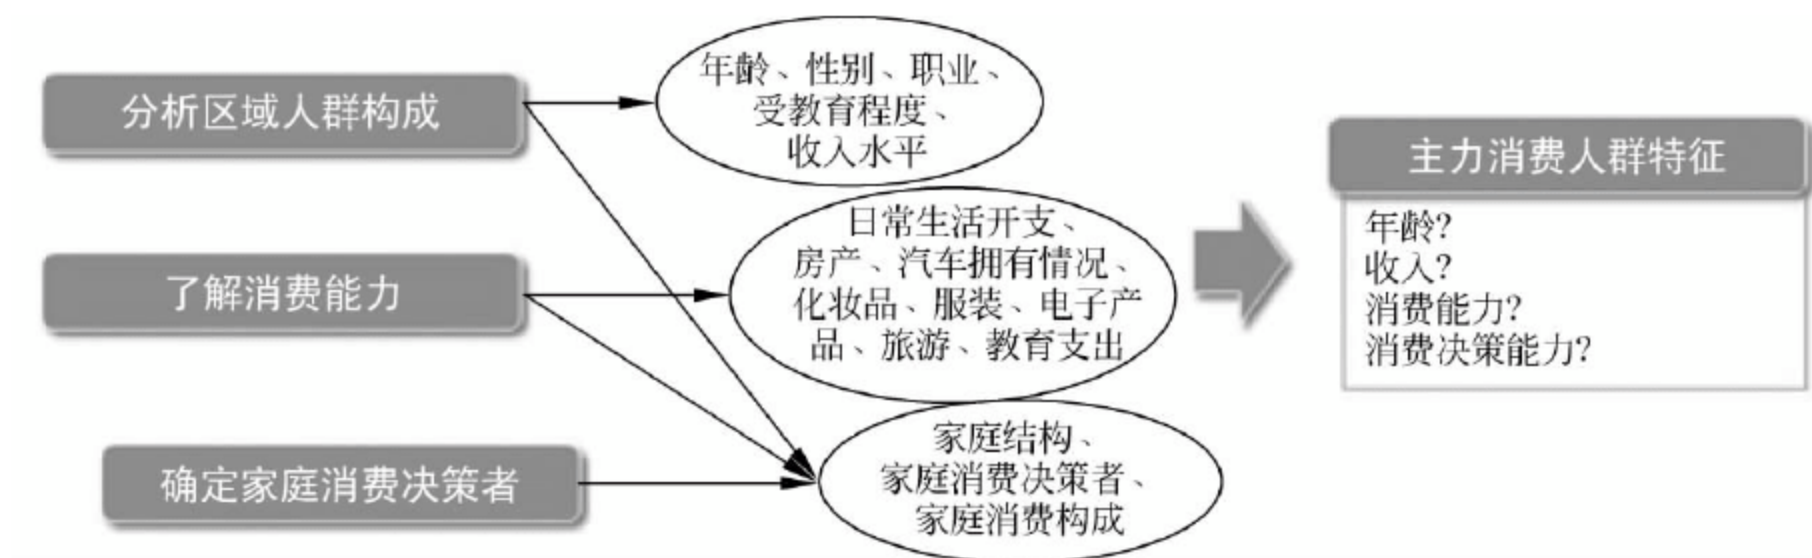 分析区域人群构成
年龄、性别、职业、
受教育程度、
收入水平
了解消费能力
日常生活开支、
房产、汽车拥有情况、
化妆品、服装、电子产
品、旅游、教育支出
确定家庭消费决策者
家庭结构、
家庭消费决策者、
家庭消费构成
主力消费人群特征
年龄?
收入?
消费能力?
消费决策能力?